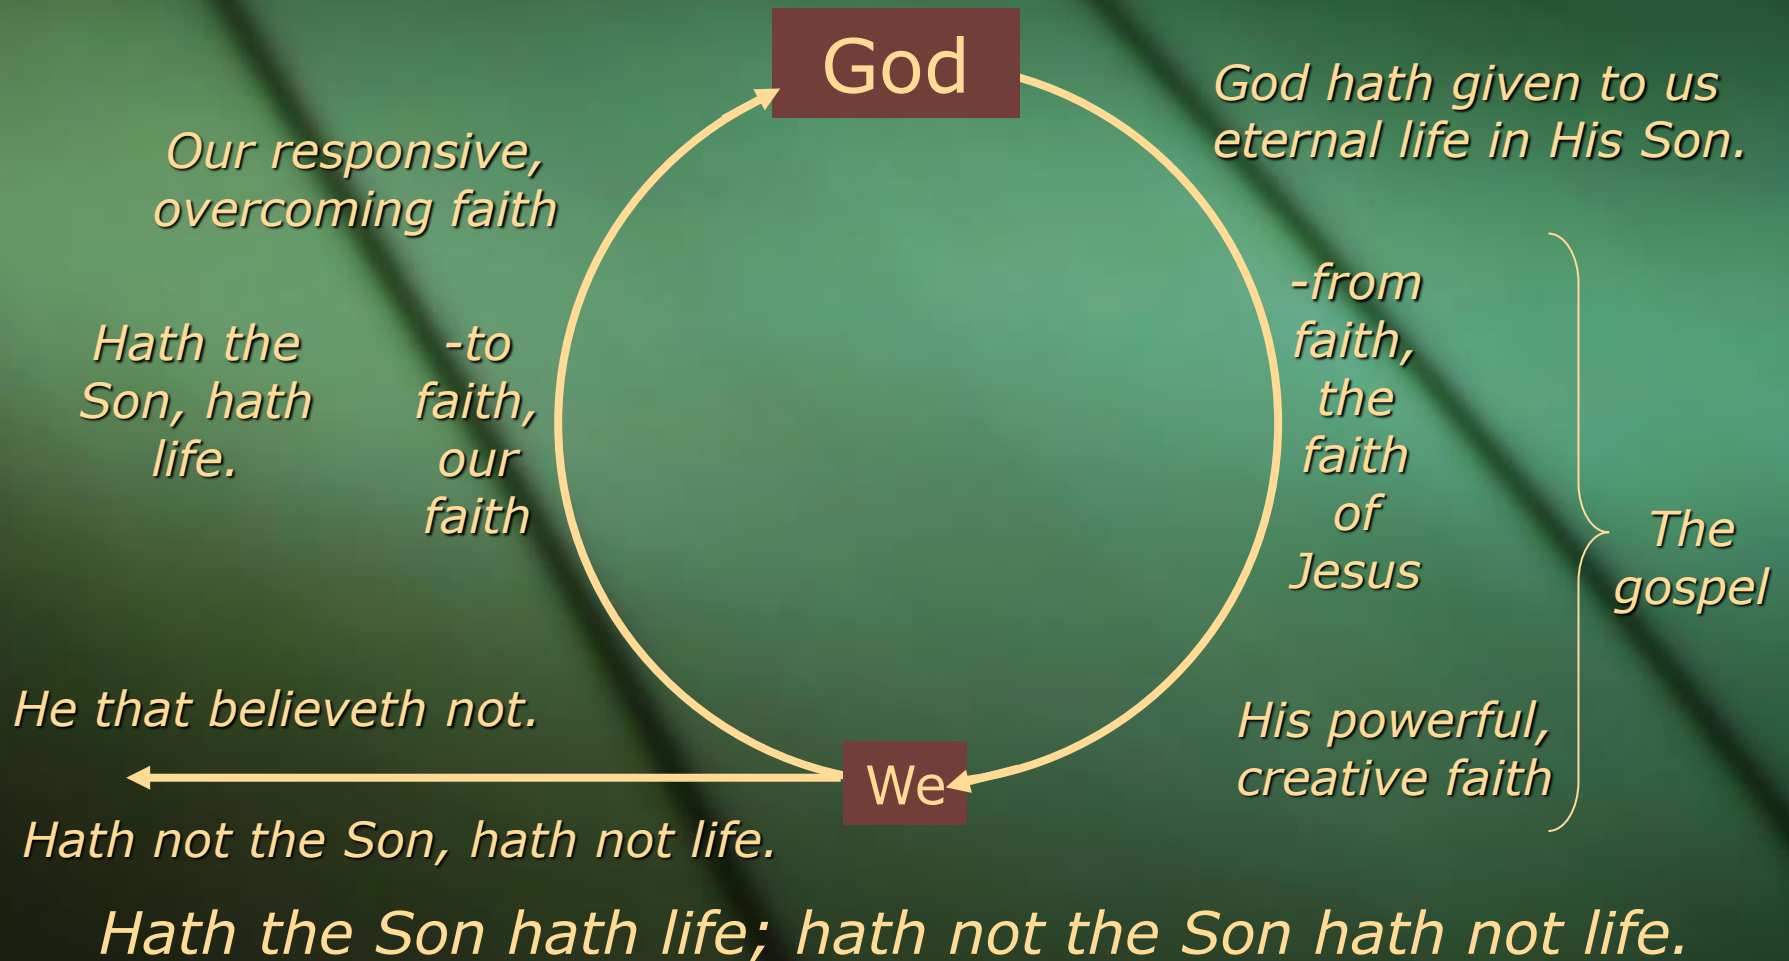 God
God hath given to us
eternal life in His Son.
Our responsive,
overcoming faith
-from
faith,
the
faith
of
Jesus
Hath the
Son, hath
life.
-to
faith,
our
faith
The
gospel
He that believeth not.
His powerful,
creative faith
We
Hath not the Son, hath not life.
Hath the Son hath life; hath not the Son hath not life.